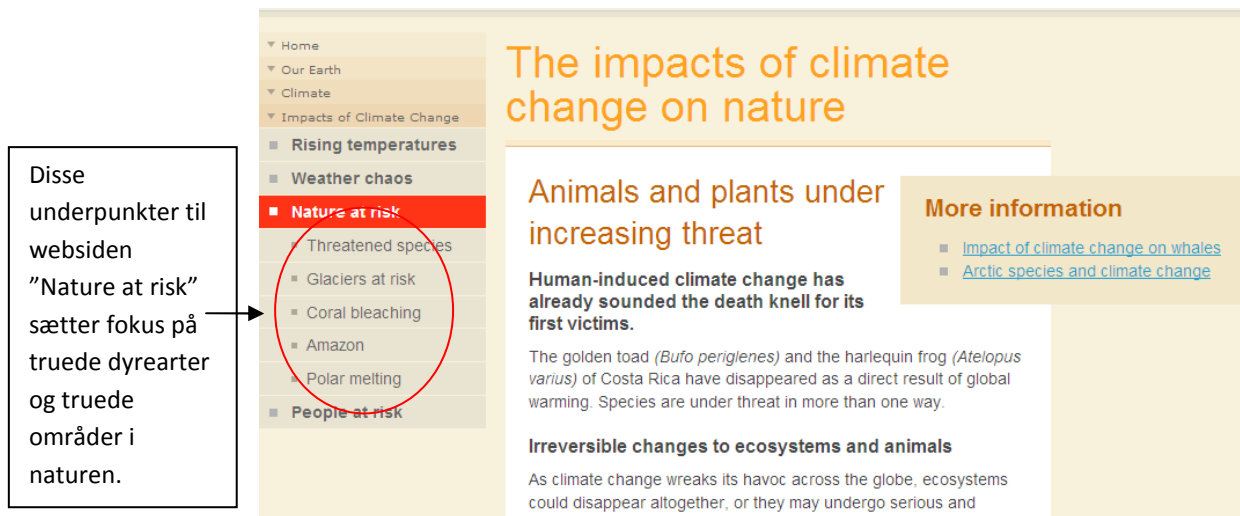 Disse
underpunkter til
websiden
”Nature at risk”
sætter fokus på
truede dyrearter
og truede
områder i
naturen.
Home
Our Earth
Climate
Impacts of Climate Change
Rising temperatures
Weather chaos
Nature at risk
Threatened species
Glaciers at risk
Coral bleaching
Amazon
Polar melting
People at risk
The impacts of climate
change on nature
Animals and plants under
increasing threat
Human-induced climate change has
already sounded the death knell for its
first victims.
The golden toad (Bufo periglenes) and the harlequin frog (Atelopus
varius) of Costa Rica have disappeared as a direct result of global
warming. Species are under threat in more than one way.
Irreversible changes to ecosystems and animals
As climate change wreaks its havoc across the globe, ecosystems
could disappear altogether, or they may undergo serious and
More information
Impact of climate change on whales
Arctic species and climate change